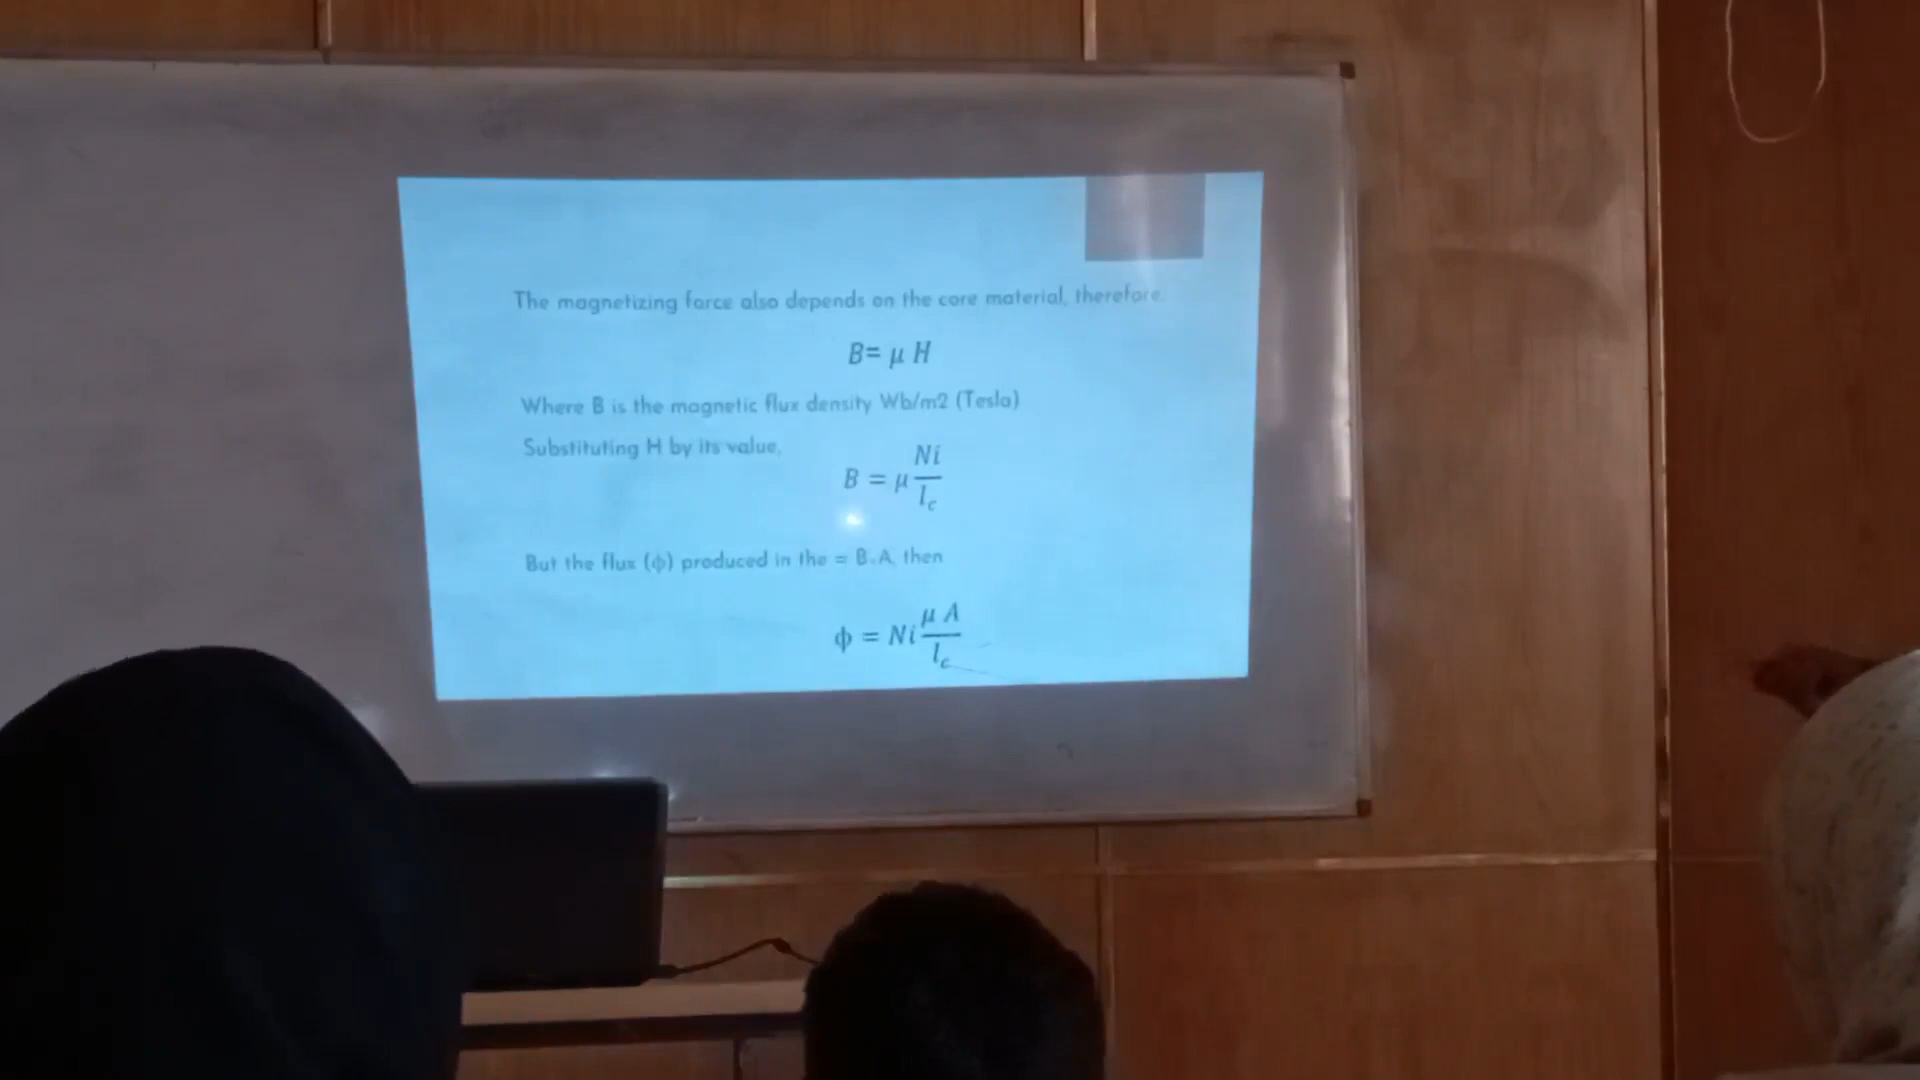 The magnetizing force also depends on the core material, therefore.
B= μ H
Where B is the magnetic flux density Wb/m2 (Tesla)
Substituting H by its value,
B = μ Ni/l_c
But the flux (ϕ) produced in the = B.A, then
ϕ = Ni μ A/l_c